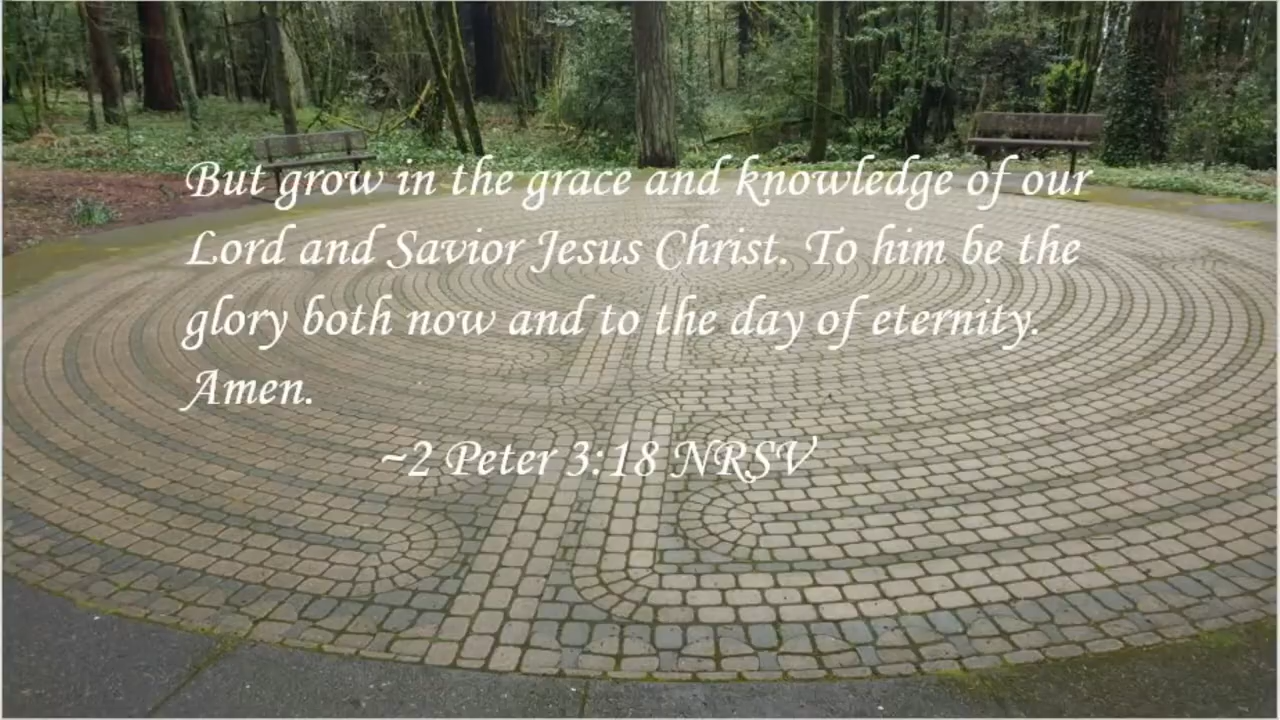 But grow in the grace and knowledge of our
Lord and Savior Jesus Christ. To him be the
glory both now and to the day of eternity.
Amen.
~2 Peter 3:18 NRSV